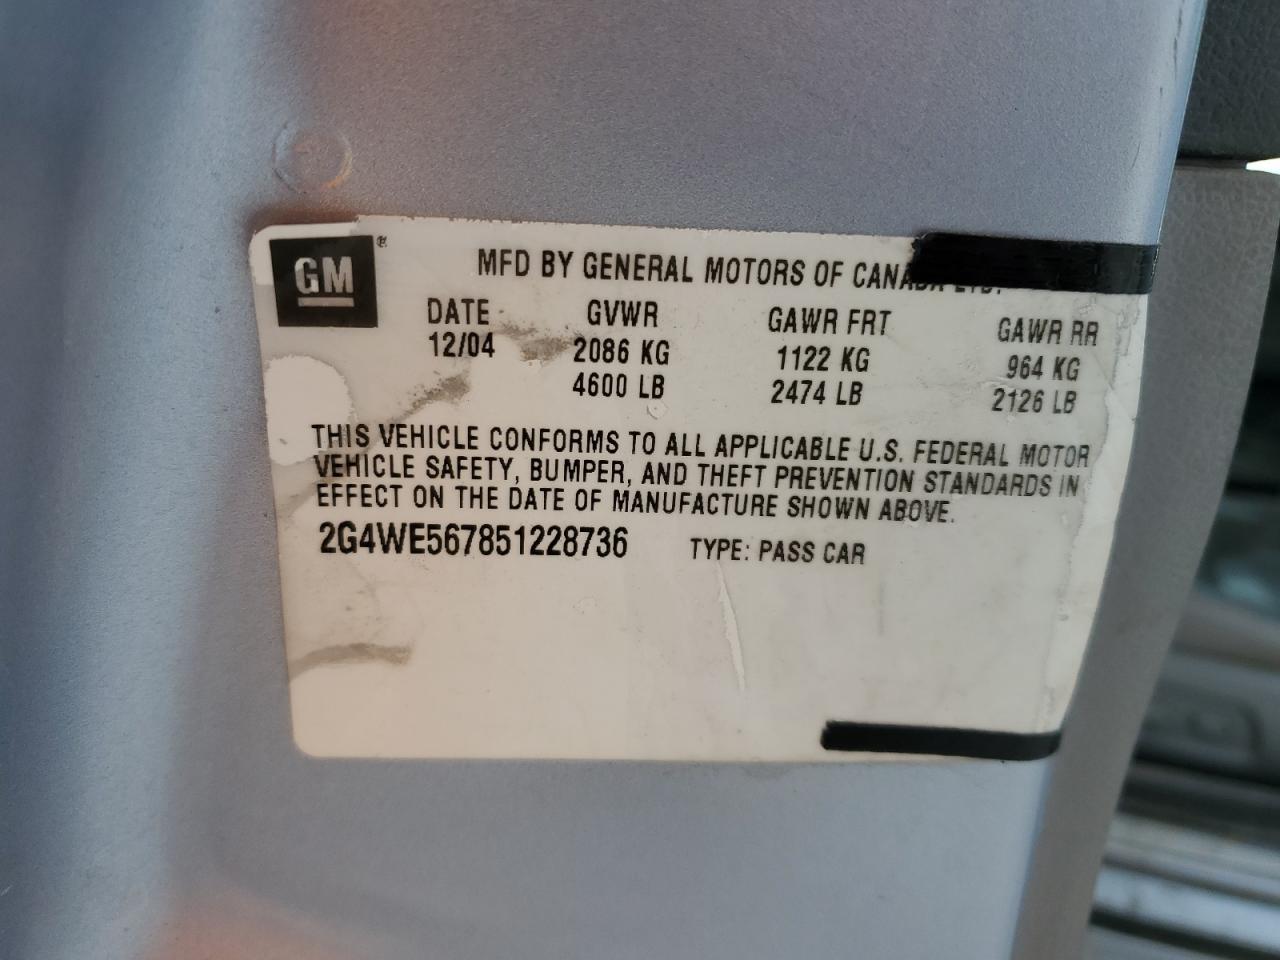 GM ®
MFD BY GENERAL MOTORS OF CANADA LTD.
DATE GVWR GAWR FRT GAWR RR
12/04 2086 KG 1122 KG 964 KG
4600 LB 2474 LB 2126 LB
THIS VEHICLE CONFORMS TO ALL APPLICABLE U.S. FEDERAL MOTOR
VEHICLE SAFETY, BUMPER, AND THEFT PREVENTION STANDARDS IN
EFFECT ON THE DATE OF MANUFACTURE SHOWN ABOVE.
2G4WE567851228736 TYPE: PASS CAR